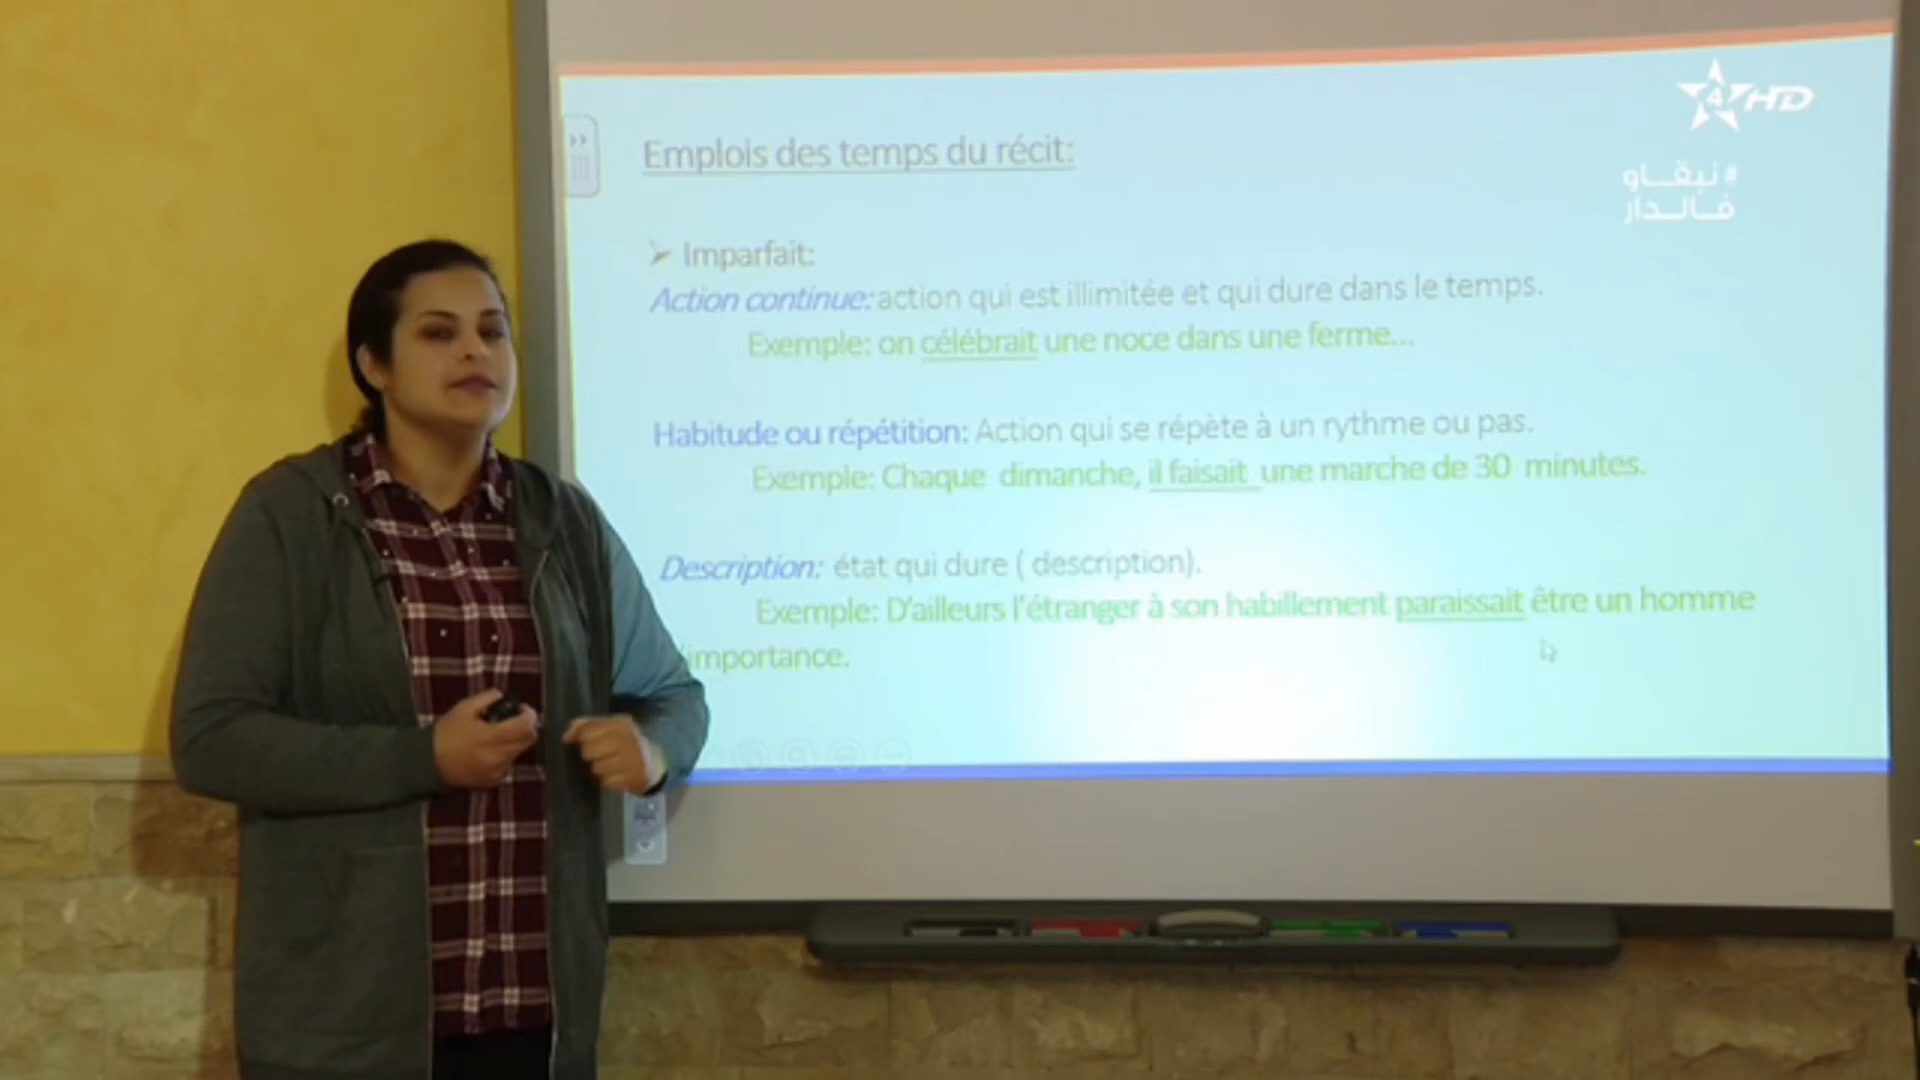 Emplois des temps du récit:
4 HD
#نبقاو
فالدار
➤ Imparfait:
Action continue: action qui est illimitée et qui dure dans le temps.
Exemple: on célébrait une noce dans une ferme...
Habitude ou répétition: Action qui se répète à un rythme ou pas.
Exemple: Chaque dimanche, il faisait une marche de 30 minutes.
Description: état qui dure ( description).
Exemple: D'ailleurs l'étranger à son habillement paraissait être un homme
importance.